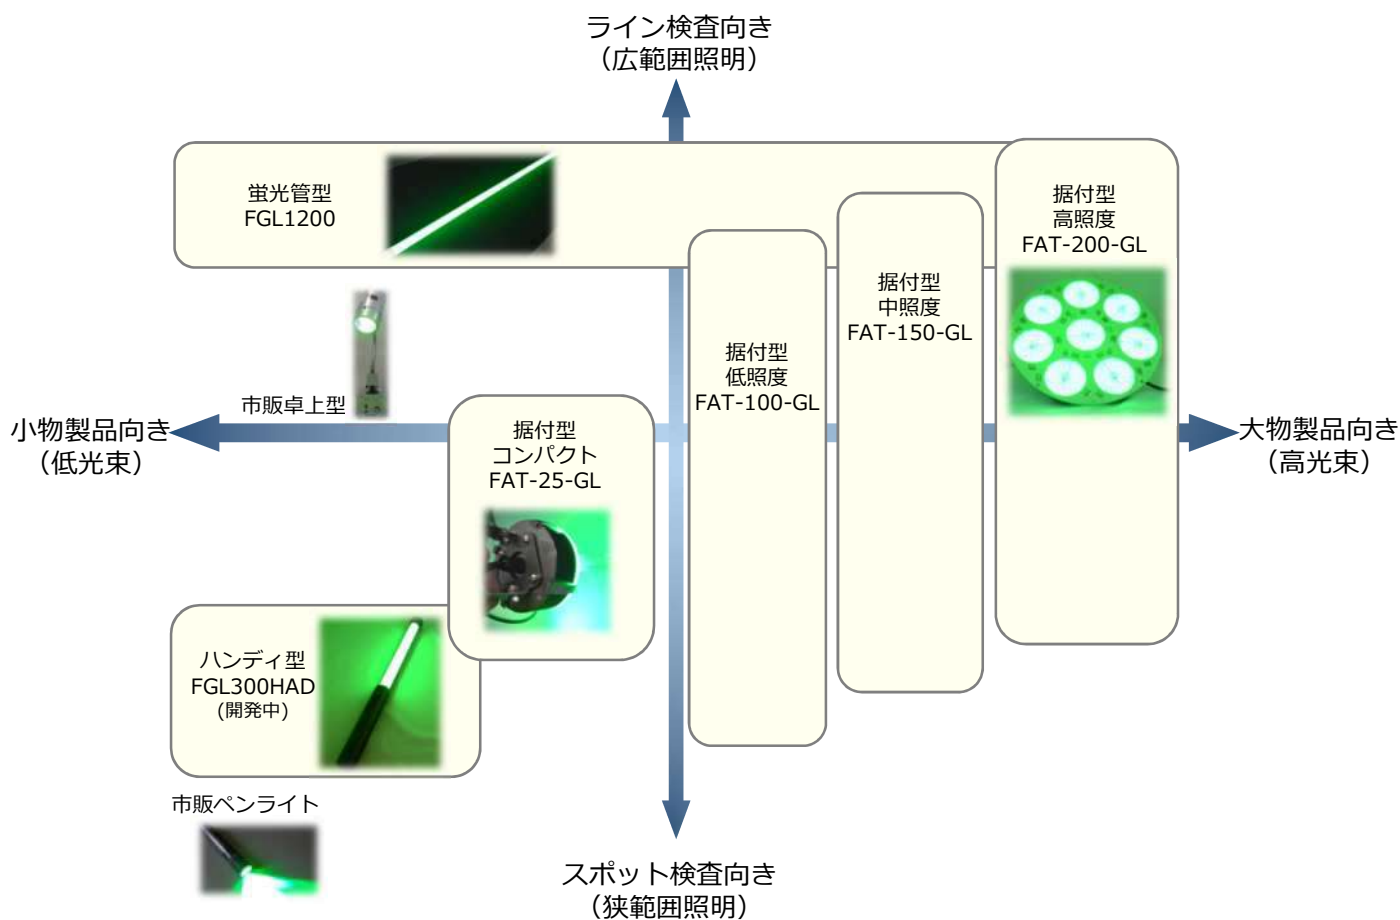 ライン検査向き
（広範囲照明）
蛍光管型
FGL1200
据付型
高照度
FAT-200-GL
据付型
中照度
FAT-150-GL
据付型
低照度
FAT-100-GL
市販卓上型
小物製品向き
（低光束）
据付型
コンパクト
FAT-25-GL
大物製品向き
（高光束）
ハンディ型
FGL300HAD
(開発中)
市販ペンライト
スポット検査向き
（狭範囲照明）